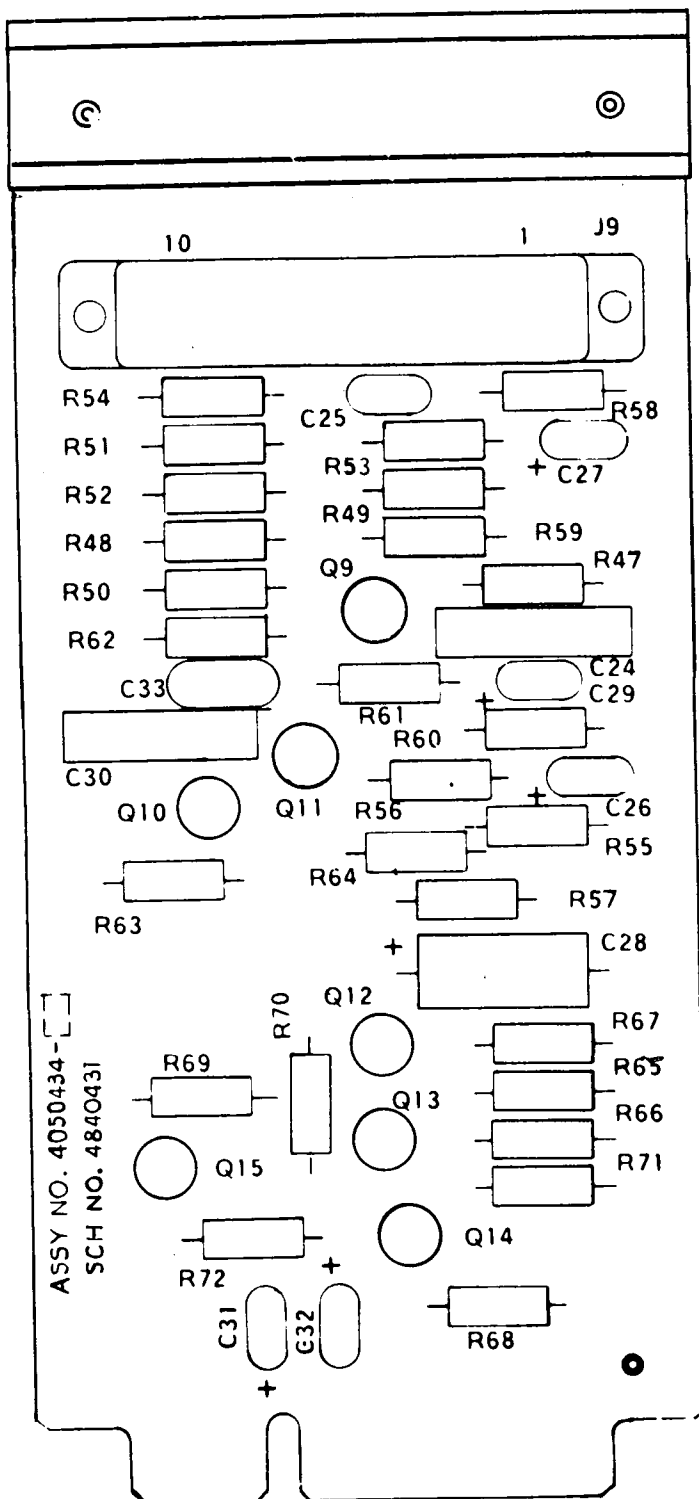 10 1 J9
R54 C25 R58
R51 R53 + C27
R52 R49
R48 Q9 R59
R50 R47
R62
C33 R61 C24
+ C29
R60
C30
Q10 Q11 R56 + C26
R64 R55
R63 R57
+ C28
Q12
R70 R67
R69 R65
Q13 R66
Q15 R71
Q14
R72 +
C31 C32 R68
+
ASSY NO. 4050434-
SCH NO. 4840431